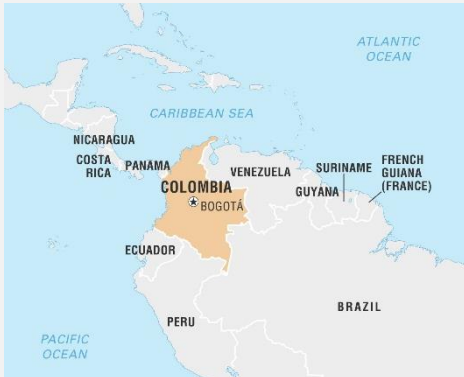 ATLANTIC
OCEAN
CARIBBEAN SEA
NICARAGUA
COSTA
RICA
PANAMA
VENEZUELA
SURINAME
FRENCH
GUIANA
(FRANCE)
GUYANA
COLOMBIA
BOGOTÁ
ECUADOR
BRAZIL
PERU
PACIFIC
OCEAN